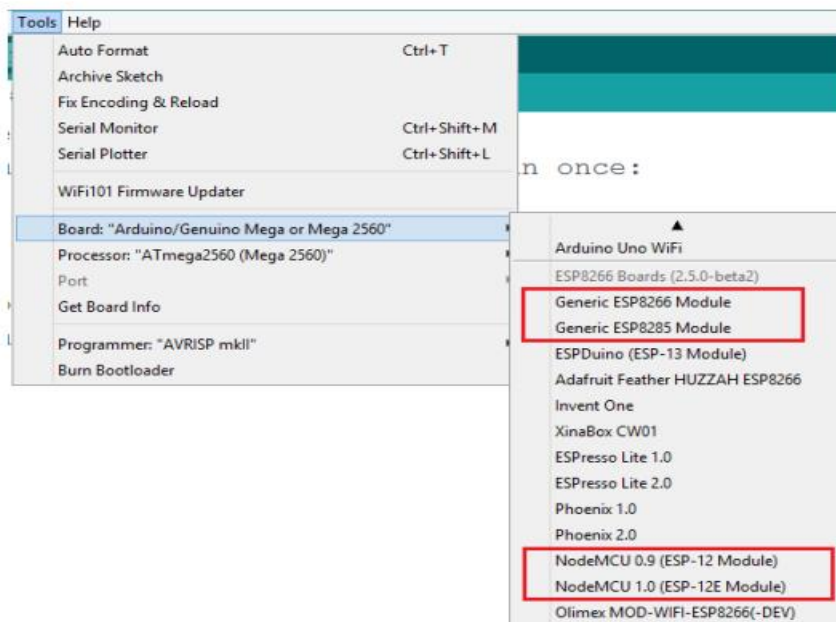 Tools Help
Auto Format Ctrl+T
Archive Sketch
Fix Encoding & Reload
Serial Monitor Ctrl+Shift+M
Serial Plotter Ctrl+Shift+L
n once:
WiFi101 Firmware Updater
Board: "Arduino/Genuino Mega or Mega 2560"
Processor: "ATmega2560 (Mega 2560)"
Port
Get Board Info
Programmer: "AVRISP mkII"
Burn Bootloader
Arduino Uno WiFi
ESP8266 Boards (2.5.0-beta2)
Generic ESP8266 Module
Generic ESP8285 Module
ESPDuino (ESP-13 Module)
Adafruit Feather HUZZAH ESP8266
Invent One
XinaBox CW01
ESPresso Lite 1.0
ESPresso Lite 2.0
Phoenix 1.0
Phoenix 2.0
NodeMCU 0.9 (ESP-12 Module)
NodeMCU 1.0 (ESP-12E Module)
Olimex MOD-WIFI-ESP8266(-DEV)